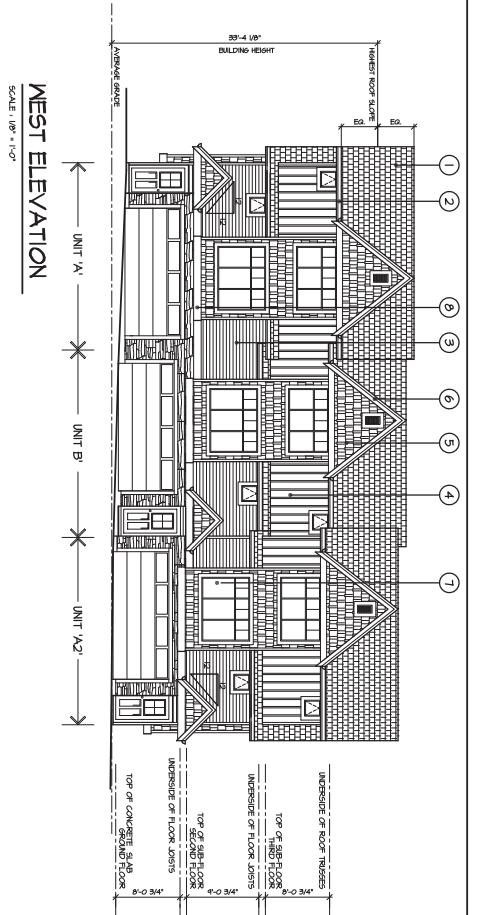 1
2
8
3
6
5
4
7
EQ.
EQ.
HIGHEST ROOF SLOPE
33'-4 1/8"
BUILDING HEIGHT
AVERAGE GRADE
12
12
UNDERSIDE OF ROOF TRUSSES
8'-0 3/4"
TOP OF SUB-FLOOR
THIRD FLOOR
UNDERSIDE OF FLOOR JOISTS
9'-0 3/4"
TOP OF SUB-FLOOR
SECOND FLOOR
UNDERSIDE OF FLOOR JOISTS
8'-0 3/4"
TOP OF CONCRETE SLAB
GROUND FLOOR
UNIT 'A'
UNIT 'B'
UNIT 'A2'
WEST ELEVATION
SCALE : 1/8" = 1'-0"